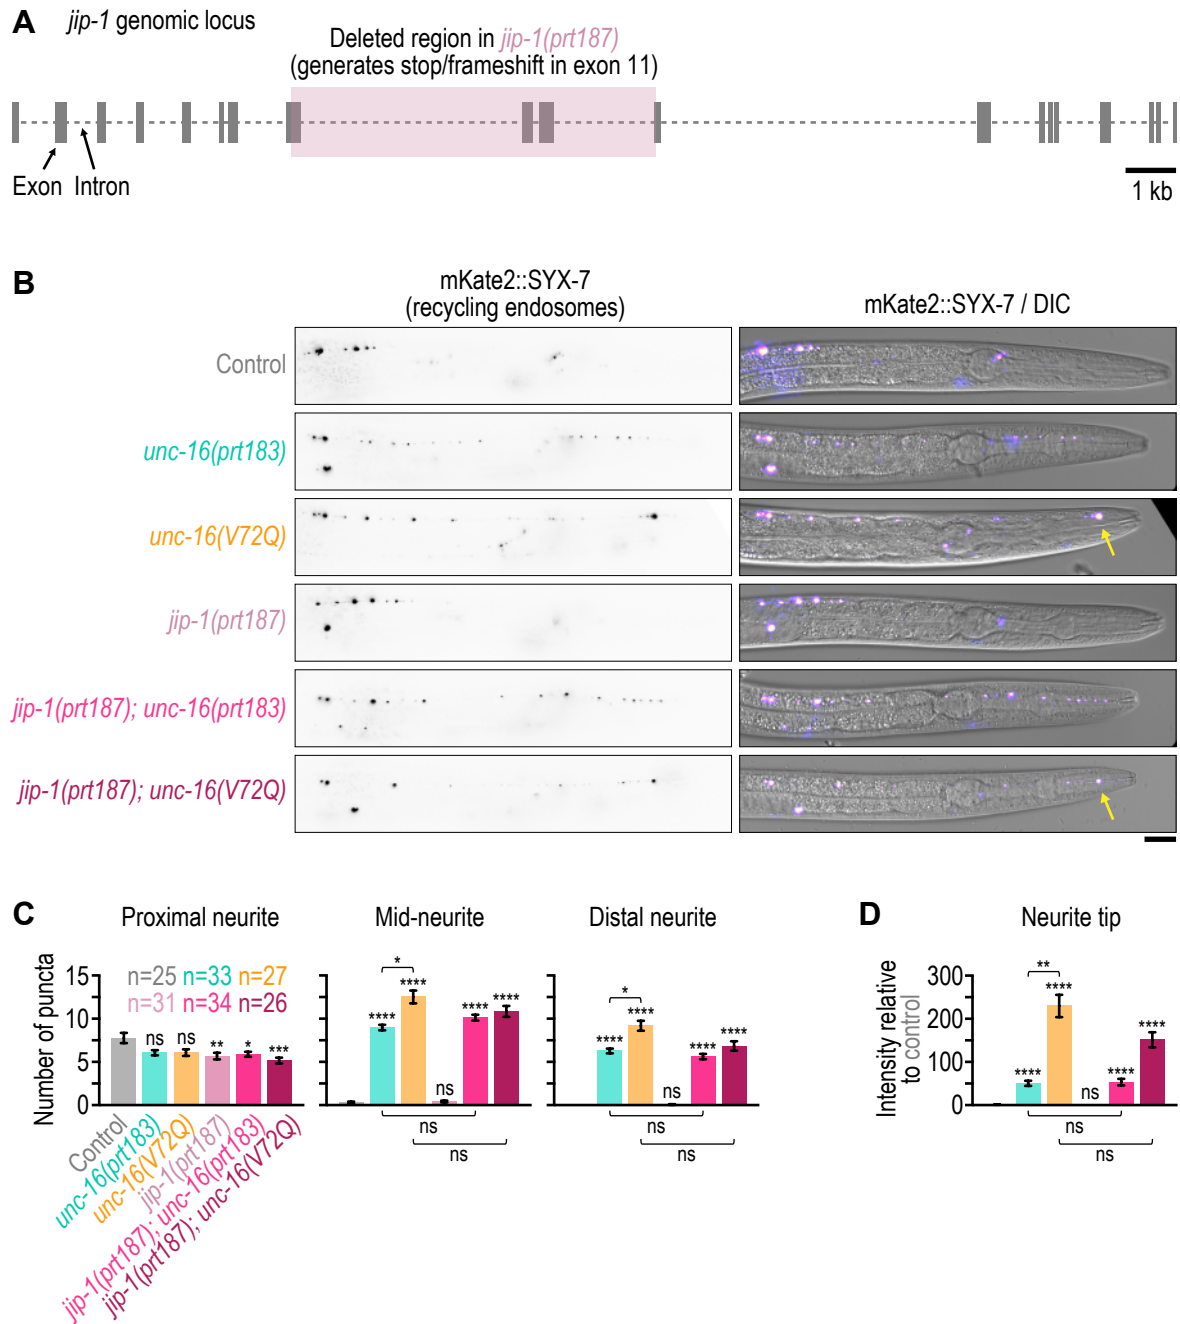 A
jip-1 genomic locus
Deleted region in jip-1(prt187)
(generates stop/frameshift in exon 11)
Exon Intron
1 kb
B
mKate2::SYX-7
(recycling endosomes)
mKate2::SYX-7 / DIC
Control
unc-16(prt183)
unc-16(V72Q)
jip-1(prt187)
jip-1(prt187); unc-16(prt183)
jip-1(prt187); unc-16(V72Q)
C
Proximal neurite
Mid-neurite
Distal neurite
Number of puncta
15
10
5
0
n=25 n=33 n=27
n=31 n=34 n=26
ns ns ** * ***
Control
unc-16(prt183)
unc-16(V72Q)
jip-1(prt187)
jip-1(prt187); unc-16(prt183)
jip-1(prt187); unc-16(V72Q)
*
**** **** ns **** ****
ns
ns
*
**** **** ns **** ****
ns
ns
D
Neurite tip
Intensity relative
to control
300
200
100
0
**
**** **** ns **** ****
ns
ns